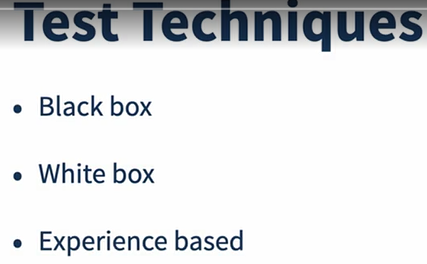 Test Techniques
• Black box
• White box
• Experience based